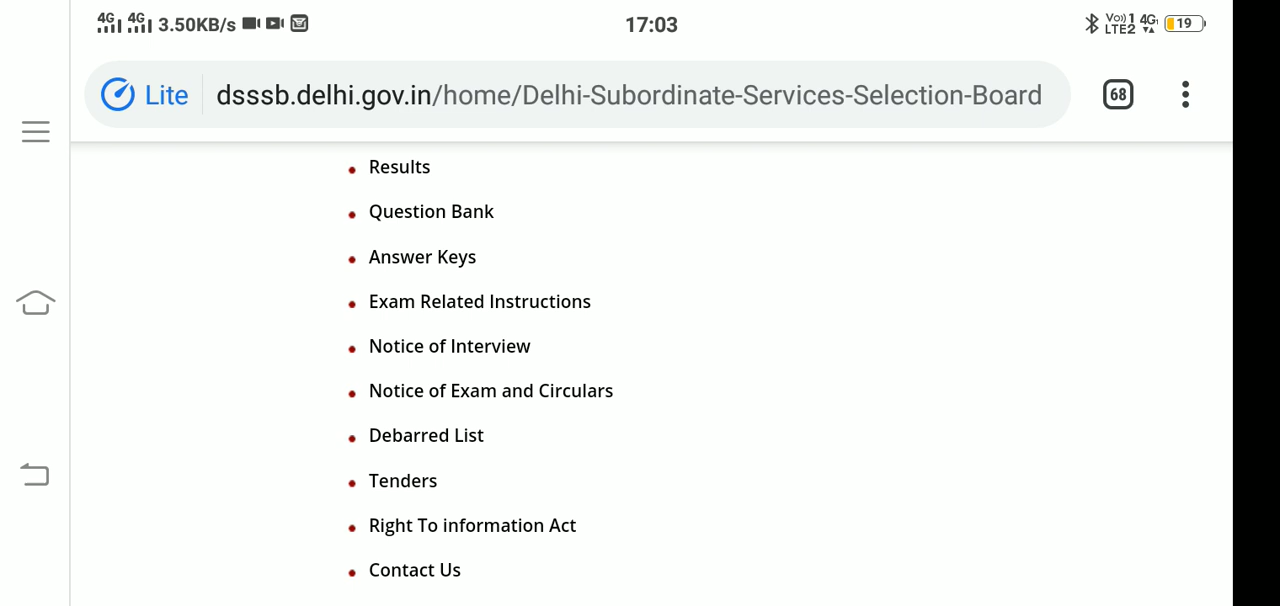 4G 4G 3.50KB/s 17:03 Vo))1 LTE2 4G 19
Lite dsssb.delhi.gov.in/home/Delhi-Subordinate-Services-Selection-Board 68
Results
Question Bank
Answer Keys
Exam Related Instructions
Notice of Interview
Notice of Exam and Circulars
Debarred List
Tenders
Right To information Act
Contact Us